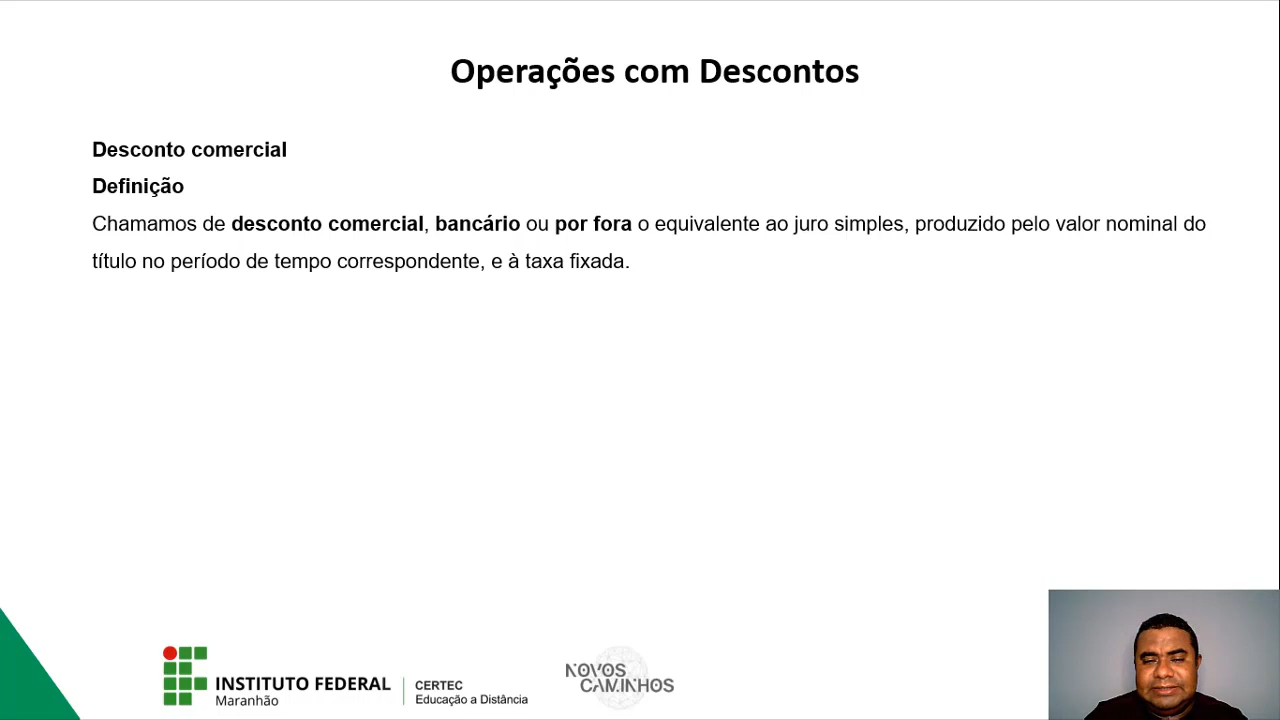 Operações com Descontos
Desconto comercial
Definição
Chamamos de desconto comercial, bancário ou por fora o equivalente ao juro simples, produzido pelo valor nominal do
título no período de tempo correspondente, e à taxa fixada.
INSTITUTO FEDERAL
Maranhão
CERTEC
Educação a Distância
NOVOS
CAMINHOS